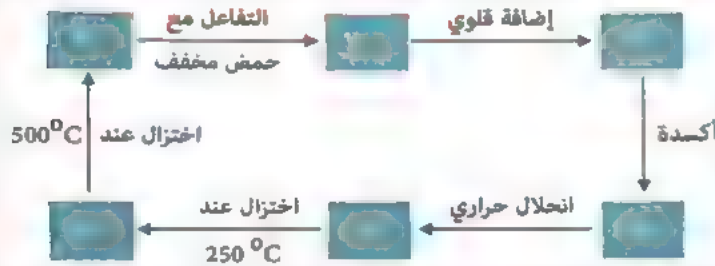 التفاعل مع
حمض مخفف
إضافة قلوي
أكسدة
اختزال عند 500°C
انحلال حراري
اختزال عند
250 °C